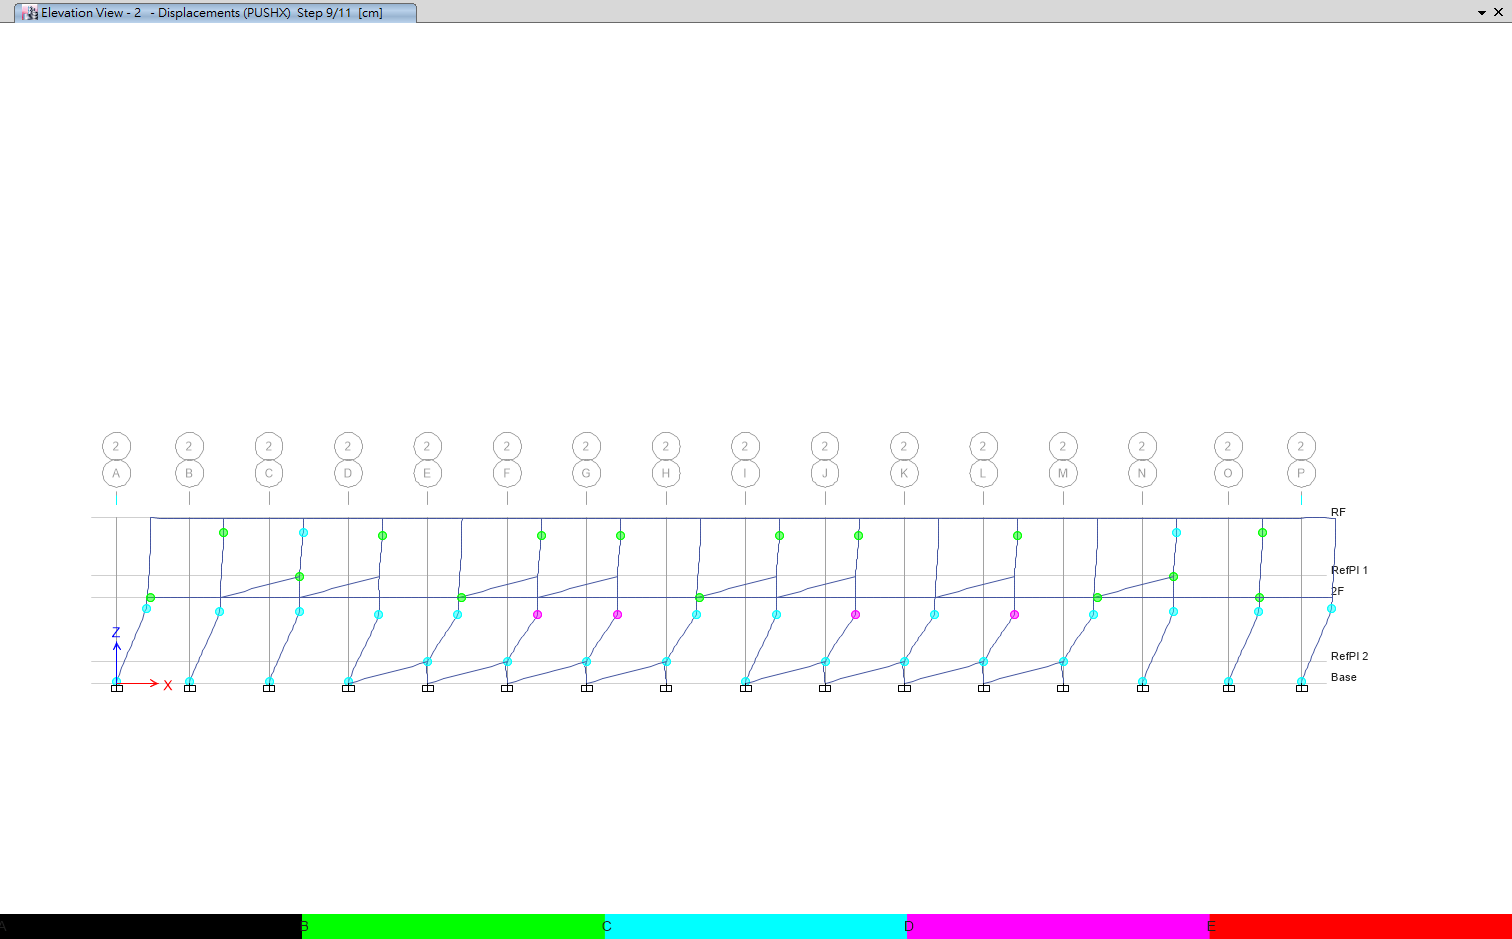 Elevation View - 2 - Displacements (PUSHX) Step 9/11 [cm]
2 2 2 2 2 2 2 2 2 2 2 2 2 2 2 2
A B C D E F G H I J K L M N O P
RF
RefPl 1
2F
Z
RefPl 2
Base
X
A B C D E